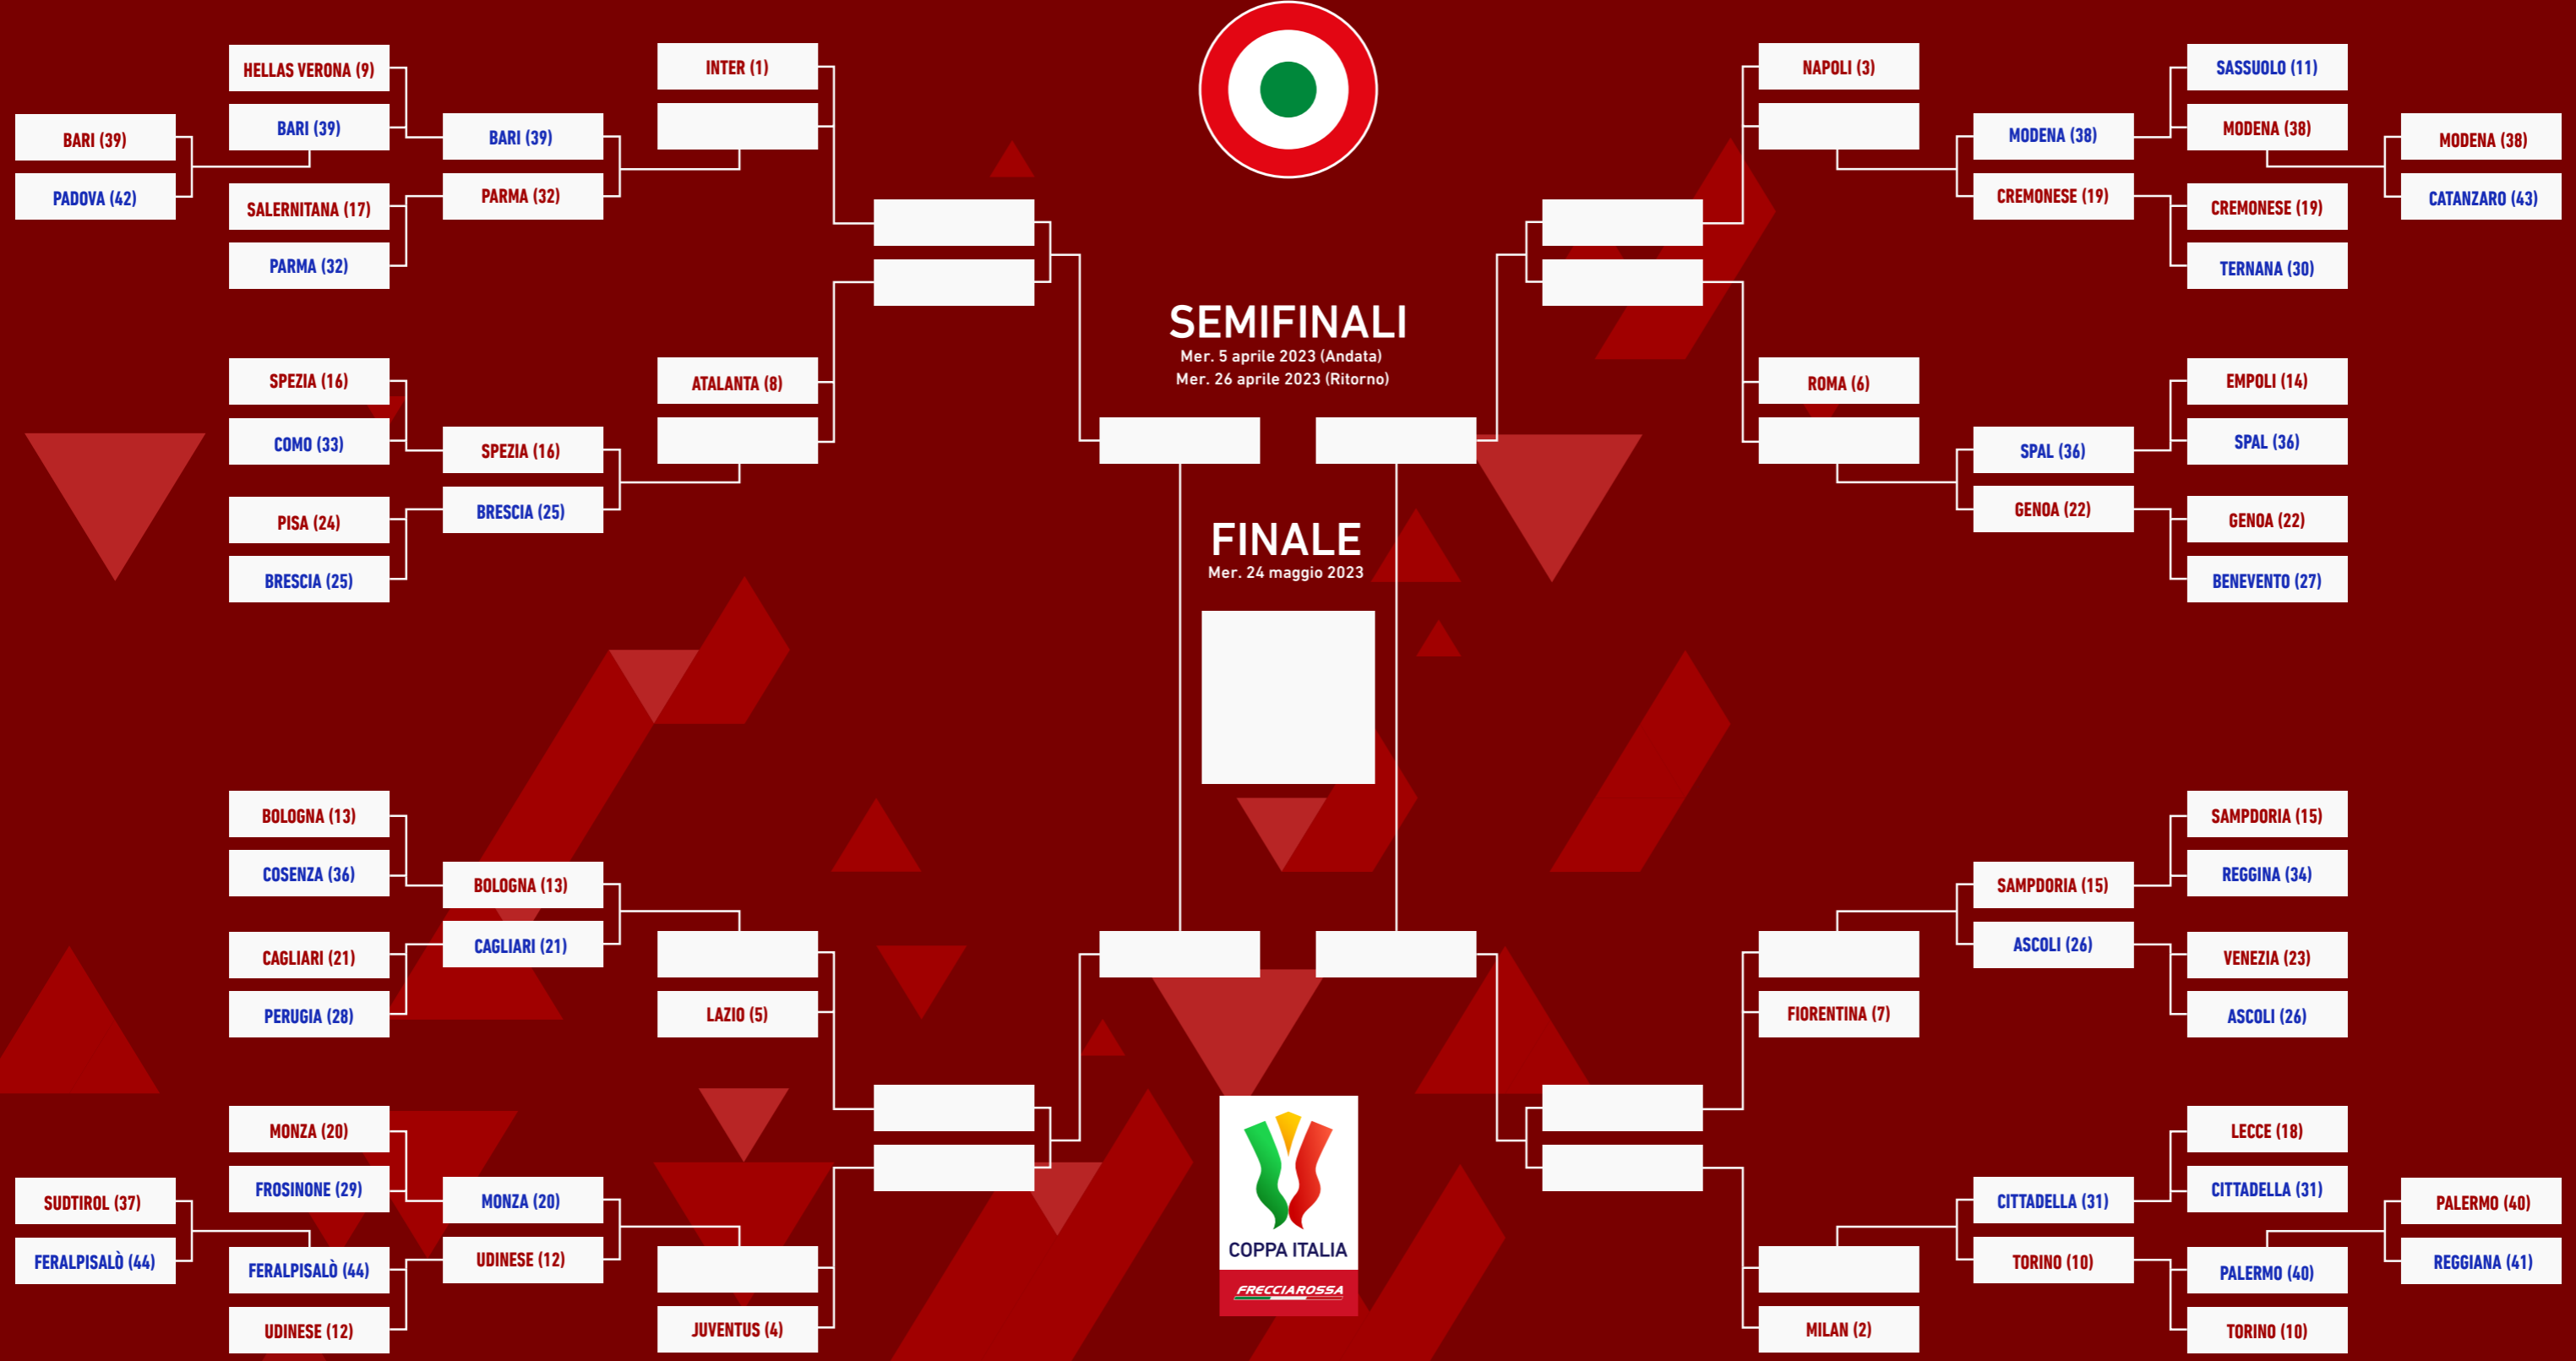 BARI (39)
PADOVA (42)
HELLAS VERONA (9)
BARI (39)
SALERNITANA (17)
PARMA (32)
BARI (39)
PARMA (32)
INTER (1)
SPEZIA (16)
COMO (33)
PISA (24)
BRESCIA (25)
SPEZIA (16)
BRESCIA (25)
ATALANTA (8)
BOLOGNA (13)
COSENZA (36)
CAGLIARI (21)
PERUGIA (28)
BOLOGNA (13)
CAGLIARI (21)
LAZIO (5)
SUDTIROL (37)
FERALPISALÒ (44)
MONZA (20)
FROSINONE (29)
FERALPISALÒ (44)
UDINESE (12)
MONZA (20)
UDINESE (12)
JUVENTUS (4)
SEMIFINALI
Mer. 5 aprile 2023 (Andata)
Mer. 26 aprile 2023 (Ritorno)
FINALE
Mer. 24 maggio 2023
COPPA ITALIA
FRECCIAROSSA
NAPOLI (3)
MODENA (38)
CREMONESE (19)
SASSUOLO (11)
MODENA (38)
CREMONESE (19)
TERNANA (30)
MODENA (38)
CATANZARO (43)
ROMA (6)
SPAL (36)
GENOA (22)
EMPOLI (14)
SPAL (36)
GENOA (22)
BENEVENTO (27)
FIORENTINA (7)
SAMPDORIA (15)
ASCOLI (26)
SAMPDORIA (15)
REGGINA (34)
VENEZIA (23)
ASCOLI (26)
MILAN (2)
CITTADELLA (31)
TORINO (10)
LECCE (18)
CITTADELLA (31)
PALERMO (40)
TORINO (10)
PALERMO (40)
REGGIANA (41)